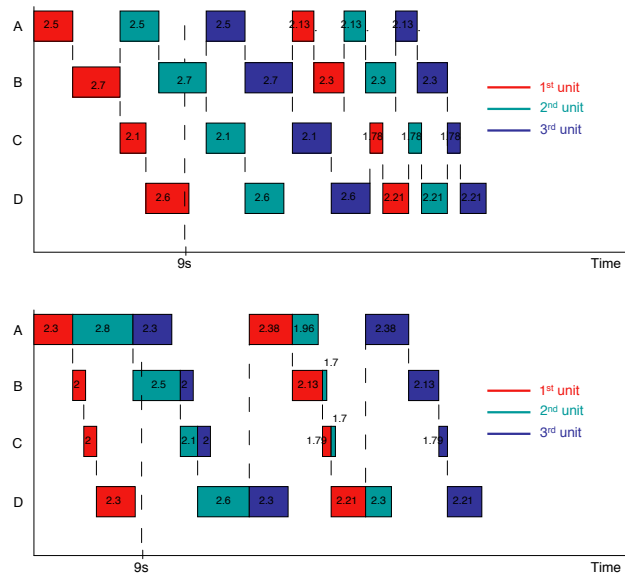 A 2.5 2.5 2.5 2.13 2.13 2.13
B 2.7 2.7 2.7 2.3 2.3 2.3
1st unit
2nd unit
3rd unit
C 2.1 2.1 2.1 1.78 1.78 1.78
D 2.6 2.6 2.6 2.21 2.21 2.21
9s Time
A 2.3 2.8 2.3 2.38 1.96 2.38
1.7
B 2 2.5 2 2.13 2.13
1st unit
2nd unit
3rd unit
1.7
C 2 2.1 2 1.79 1.79
D 2.3 2.6 2.3 2.21 2.3 2.21
9s Time